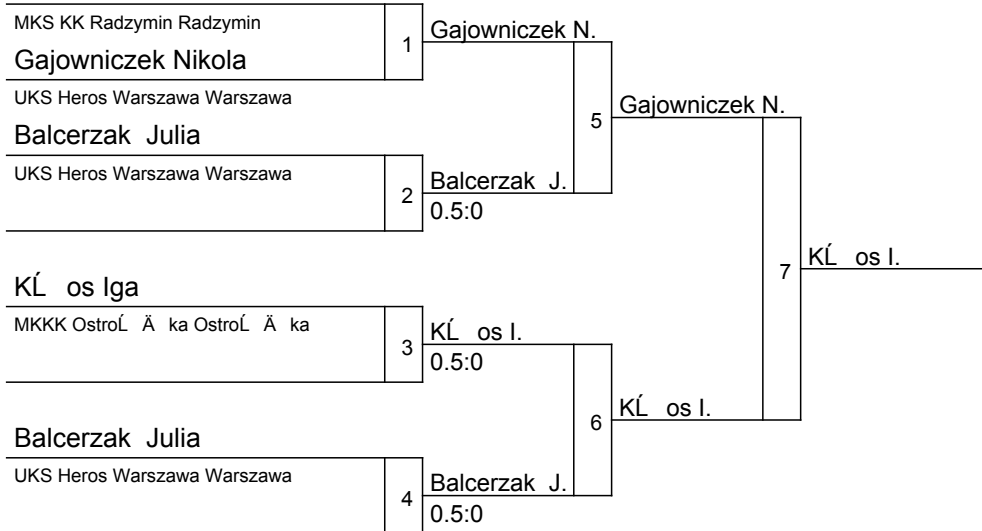 MKS KK Radzymin Radzymin
1
Gajowniczek N.
Gajowniczek Nikola
UKS Heros Warszawa Warszawa
5
Gajowniczek N.
Balcerzak Julia
UKS Heros Warszawa Warszawa
2
Balcerzak J.
0.5:0
7
KĹ os I.
KĹ os Iga
MKKK OstroĹ Ä ka OstroĹ Ä ka
3
KĹ os I.
0.5:0
6
KĹ os I.
Balcerzak Julia
UKS Heros Warszawa Warszawa
4
Balcerzak J.
0.5:0